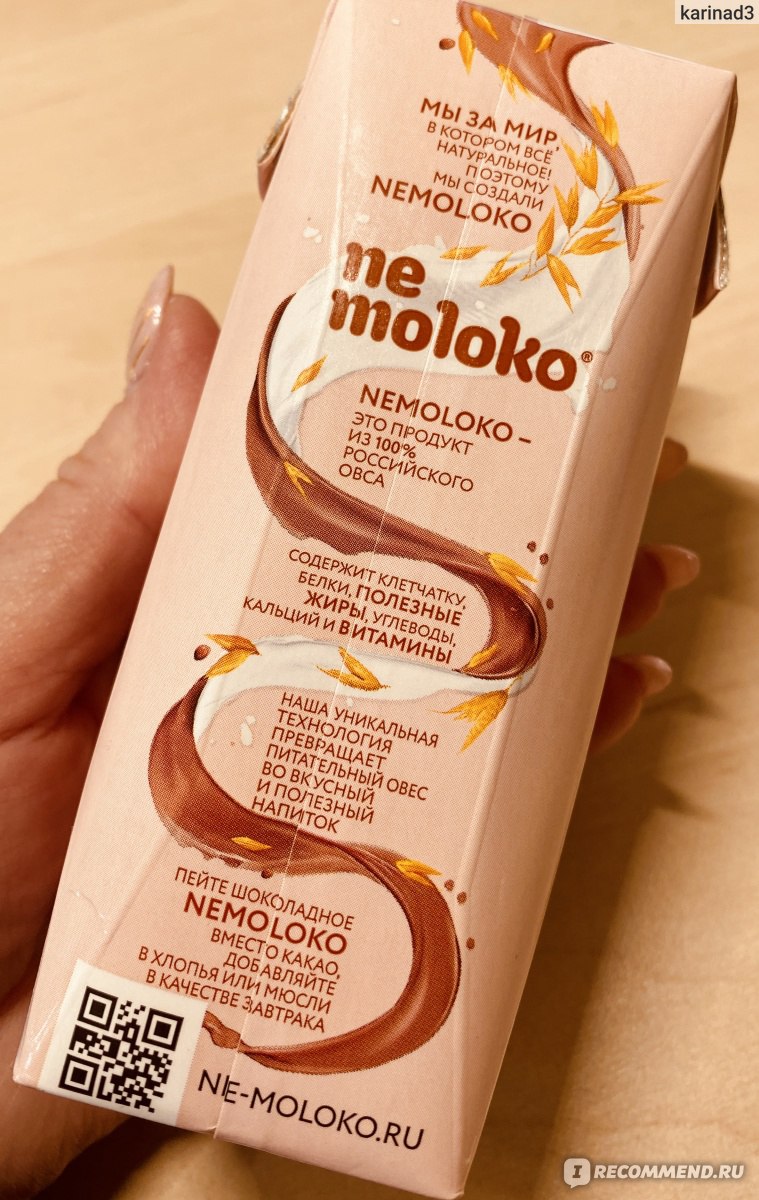 karinad3
МЫ ЗА МИР,
В КОТОРОМ ВСЁ
НАТУРАЛЬНОЕ!
ПОЭТОМУ
МЫ СОЗДАЛИ
NEMOLOKO
ne
moloko®
NEMOLOKO –
ЭТО ПРОДУКТ
ИЗ 100%
РОССИЙСКОГО
ОВСА
СОДЕРЖИТ КЛЕТЧАТКУ,
БЕЛКИ, ПОЛЕЗНЫЕ
ЖИРЫ, УГЛЕВОДЫ,
КАЛЬЦИЙ И ВИТАМИНЫ
НАША УНИКАЛЬНАЯ
ТЕХНОЛОГИЯ
ПРЕВРАЩАЕТ
ПИТАТЕЛЬНЫЙ ОВЕС
ВО ВКУСНЫЙ
И ПОЛЕЗНЫЙ
НАПИТОК
ПЕЙТЕ ШОКОЛАДНОЕ
NEMOLOKO
ВМЕСТО КАКАО,
ДОБАВЛЯЙТЕ
В ХЛОПЬЯ ИЛИ МЮСЛИ
В КАЧЕСТВЕ ЗАВТРАКА
NE-MOLOKO.RU
I RECOMMEND.RU